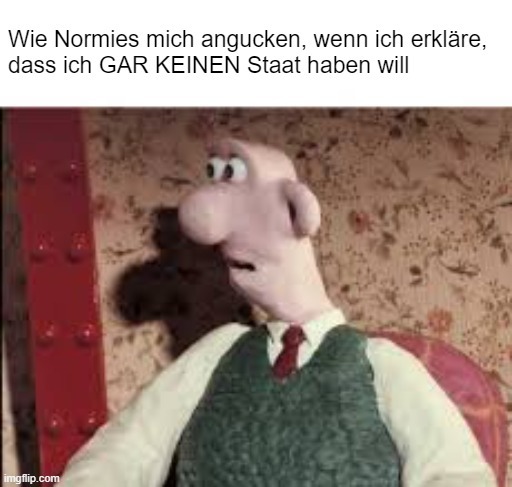 Wie Normies mich angucken, wenn ich erkläre,
dass ich GAR KEINEN Staat haben will
imgflip.com